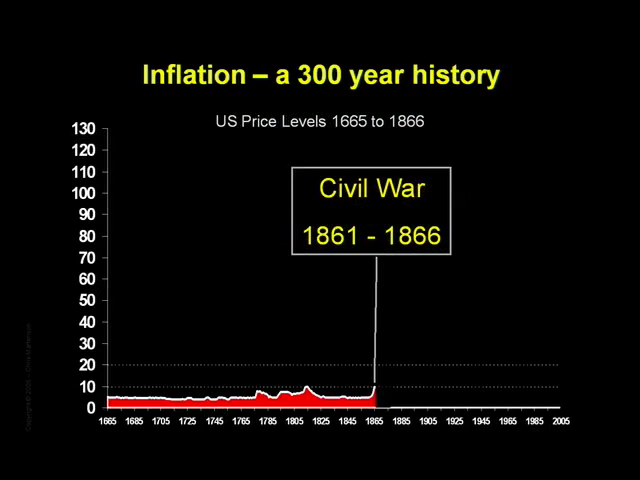 Inflation – a 300 year history
US Price Levels 1665 to 1866
130
120
110
100
90
80
70
60
50
40
30
20
10
0
Civil War
1861 - 1866
1665 1685 1705 1725 1745 1765 1785 1805 1825 1845 1865 1885 1905 1925 1945 1965 1985 2005